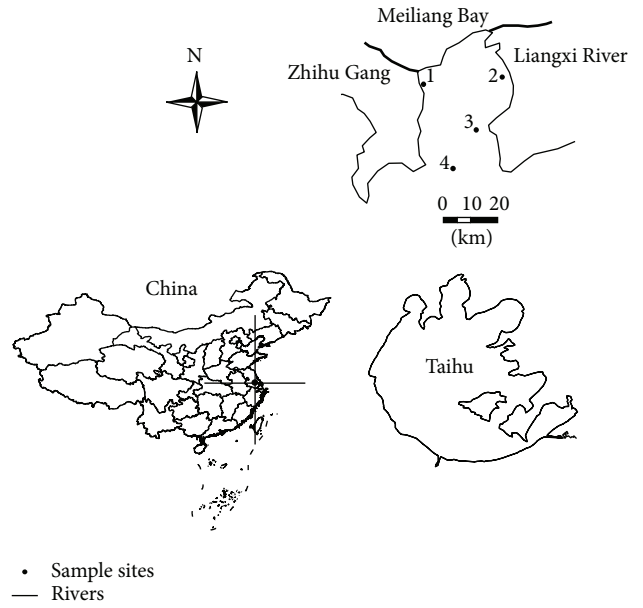 Meiliang Bay
N
Zhihu Gang
Liangxi River
1
2
3
4
0 10 20
(km)
China
Taihu
Sample sites
Rivers